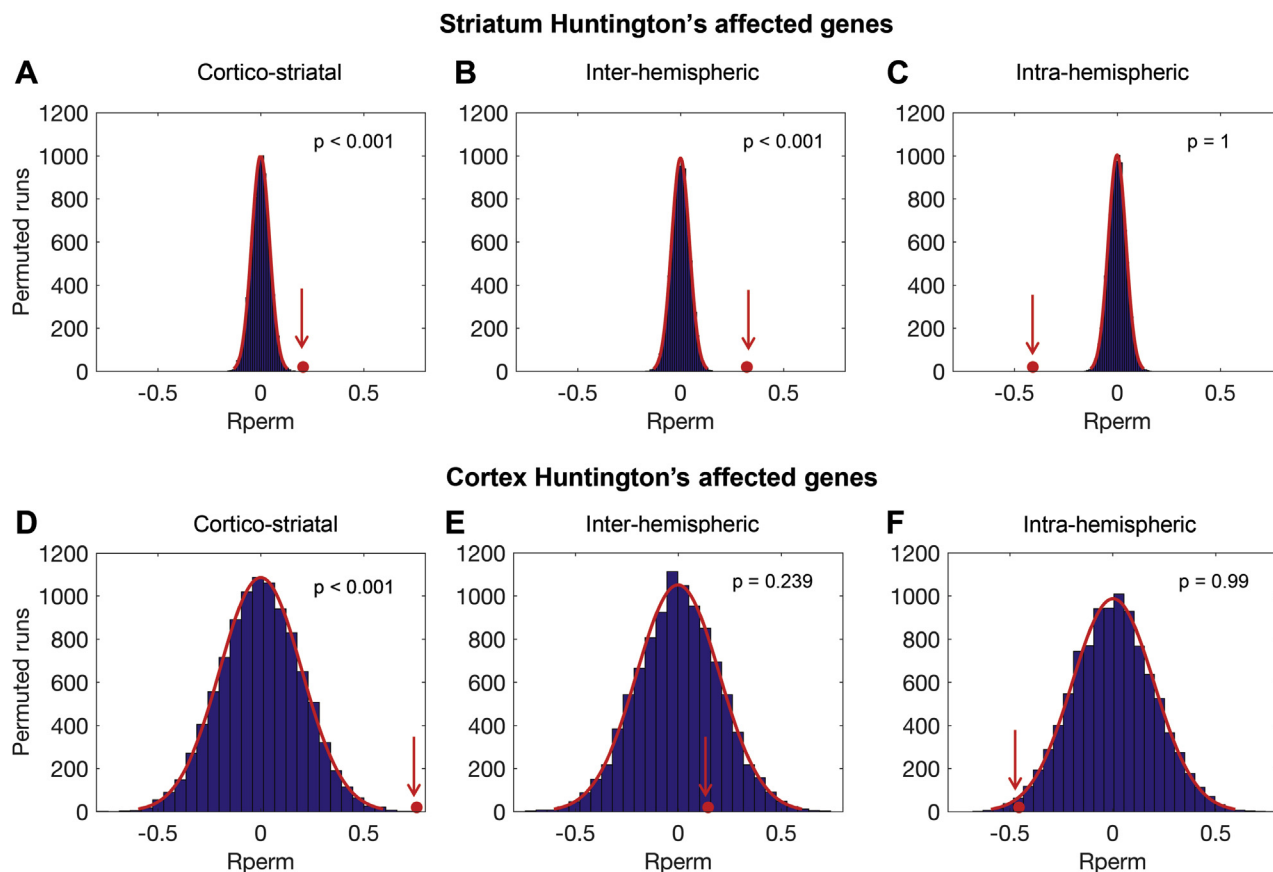 Striatum Huntington's affected genes
A
Cortico-striatal
B
Inter-hemispheric
C
Intra-hemispheric
Permuted runs
1200
1000
800
600
400
200
0
p < 0.001
-0.5 0 0.5
Rperm
1200
1000
800
600
400
200
0
p < 0.001
-0.5 0 0.5
Rperm
1200
1000
800
600
400
200
0
p = 1
-0.5 0 0.5
Rperm
Cortex Huntington's affected genes
D
Cortico-striatal
E
Inter-hemispheric
F
Intra-hemispheric
Permuted runs
1200
1000
800
600
400
200
0
p < 0.001
-0.5 0 0.5
Rperm
1200
1000
800
600
400
200
0
p = 0.239
-0.5 0 0.5
Rperm
1200
1000
800
600
400
200
0
p = 0.99
-0.5 0 0.5
Rperm